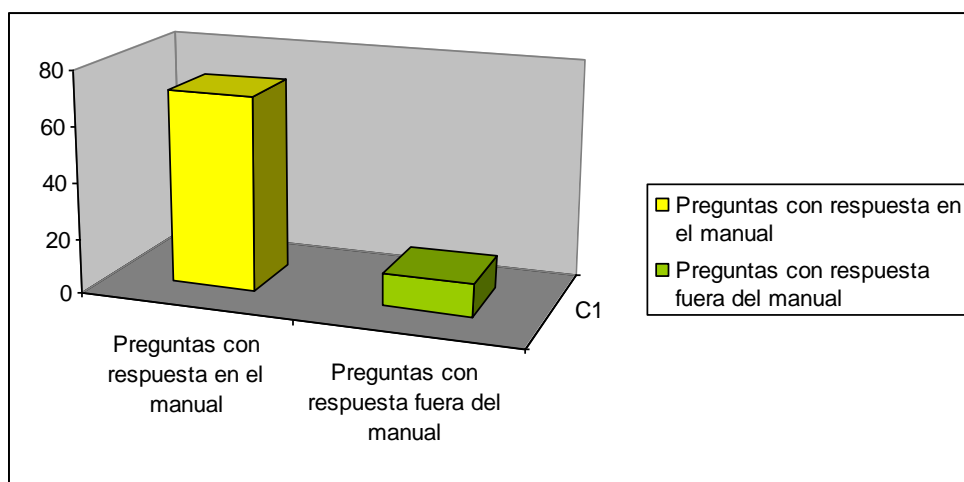 80
60
40
20
0
Preguntas con
respuesta en el
manual
Preguntas con
respuesta fuera del
manual
C1
Preguntas con respuesta en
el manual
Preguntas con respuesta
fuera del manual